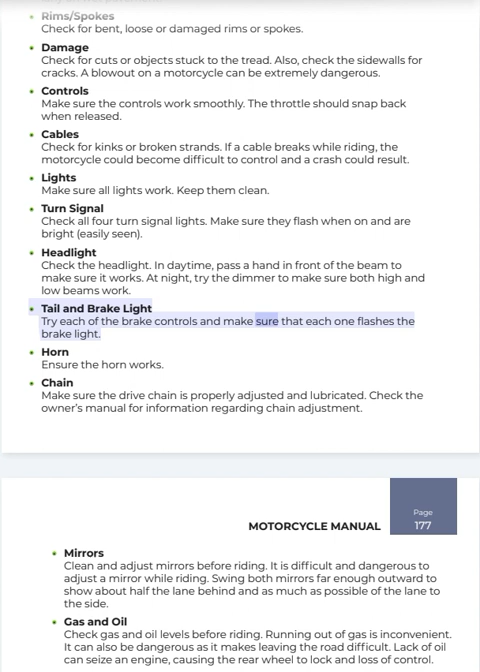 Rims/Spokes
Check for bent, loose or damaged rims or spokes.
Damage
Check for cuts or objects stuck to the tread. Also, check the sidewalls for
cracks. A blowout on a motorcycle can be extremely dangerous.
Controls
Make sure the controls work smoothly. The throttle should snap back
when released.
Cables
Check for kinks or broken strands. If a cable breaks while riding, the
motorcycle could become difficult to control and a crash could result.
Lights
Make sure all lights work. Keep them clean.
Turn Signal
Check all four turn signal lights. Make sure they flash when on and are
bright (easily seen).
Headlight
Check the headlight. In daytime, pass a hand in front of the beam to
make sure it works. At night, try the dimmer to make sure both high and
low beams work.
Tail and Brake Light
Try each of the brake controls and make sure that each one flashes the
brake light.
Horn
Ensure the horn works.
Chain
Make sure the drive chain is properly adjusted and lubricated. Check the
owner’s manual for information regarding chain adjustment.
Page
MOTORCYCLE MANUAL 177
Mirrors
Clean and adjust mirrors before riding. It is difficult and dangerous to
adjust a mirror while riding. Swing both mirrors far enough outward to
show about half the lane behind and as much as possible of the lane to
the side.
Gas and Oil
Check gas and oil levels before riding. Running out of gas is inconvenient.
It can also be dangerous as it makes leaving the road difficult. Lack of oil
can seize an engine, causing the rear wheel to lock and loss of control.